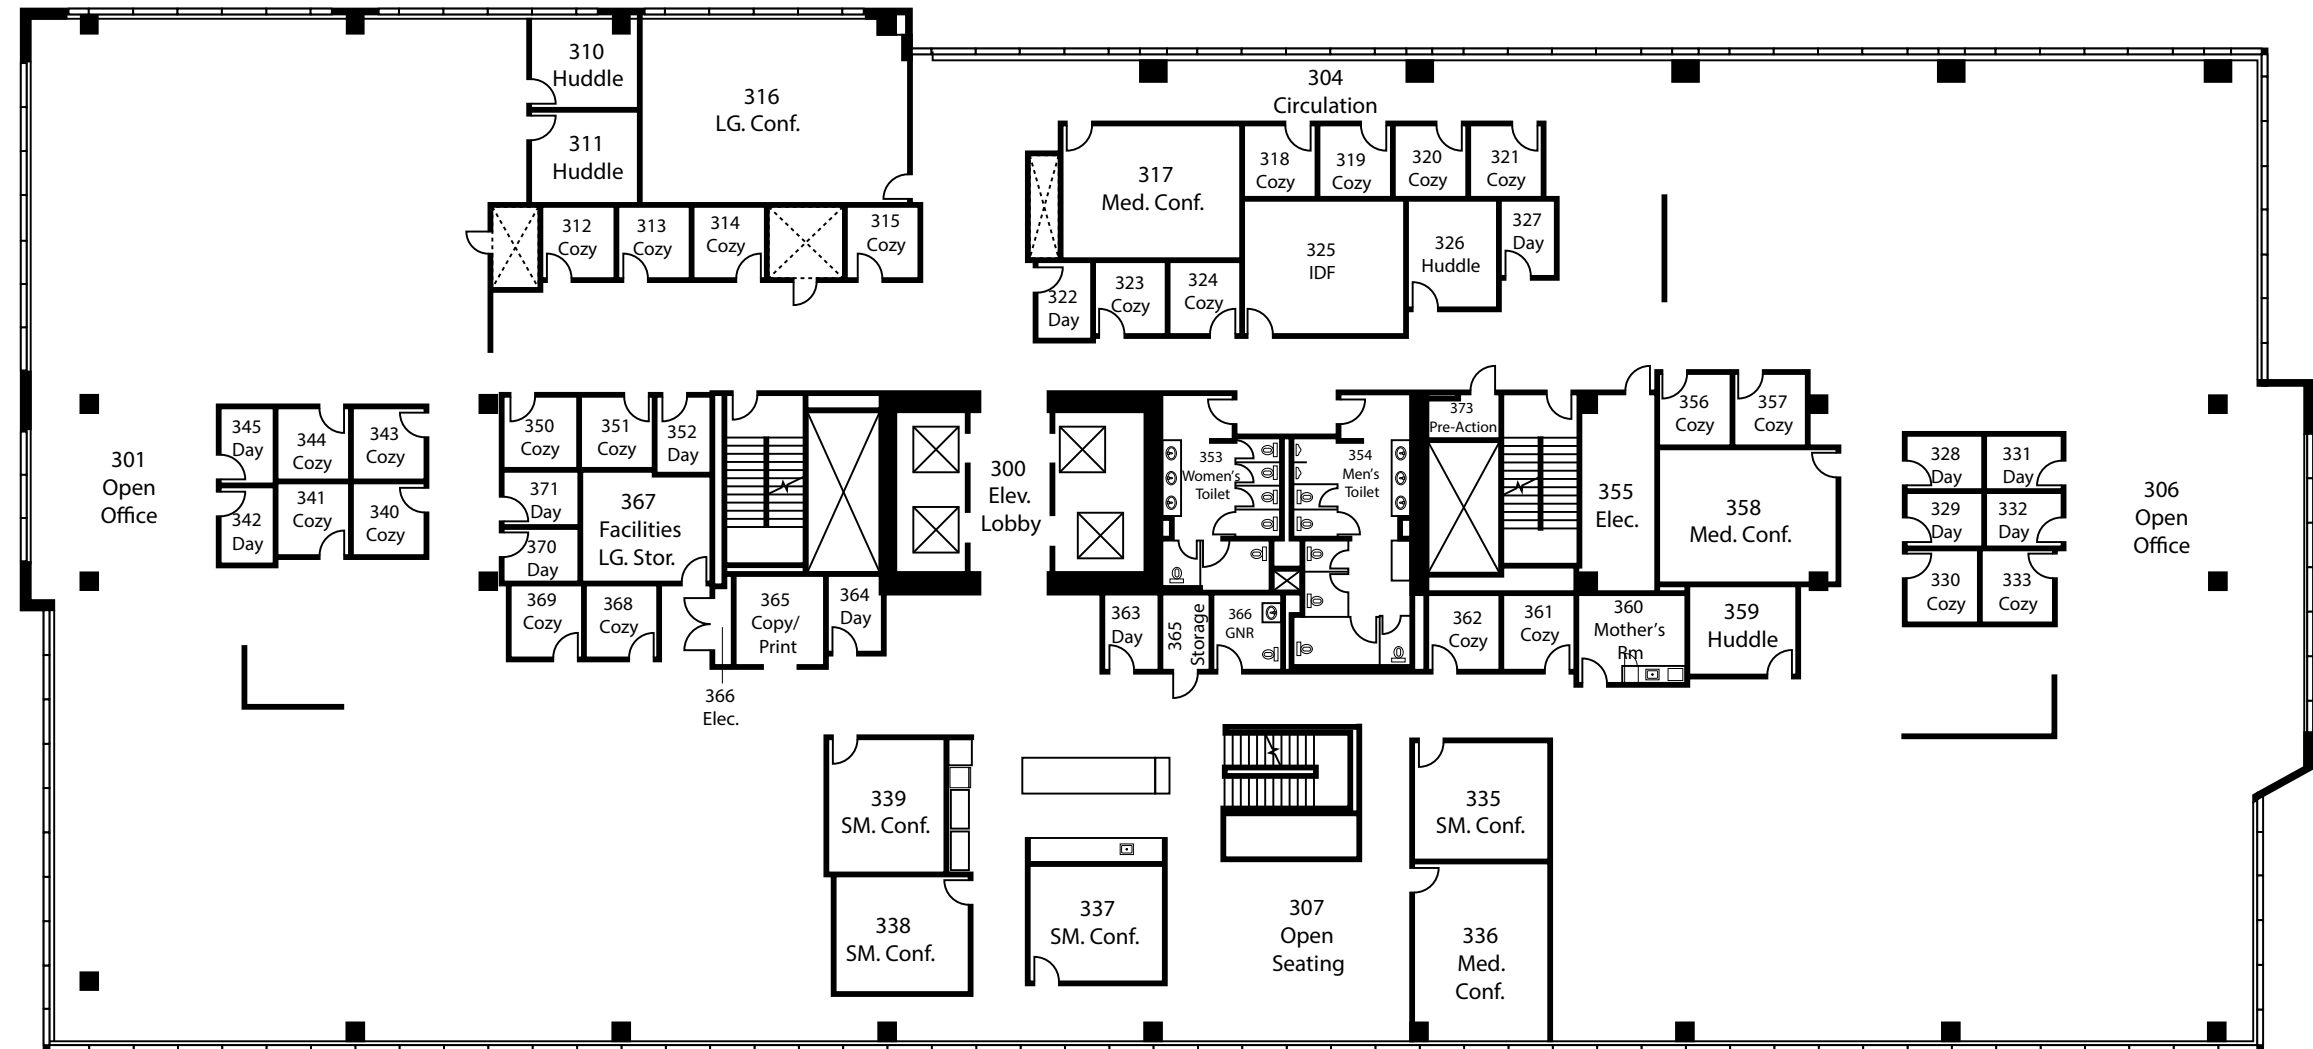 310
Huddle
311
Huddle
316
LG. Conf.
304
Circulation
312
Cozy
313
Cozy
314
Cozy
315
Cozy
317
Med. Conf.
318
Cozy
319
Cozy
320
Cozy
321
Cozy
322
Day
323
Cozy
324
Cozy
325
IDF
326
Huddle
327
Day
301
Open
Office
345
Day
344
Cozy
343
Cozy
342
Day
341
Cozy
340
Cozy
350
Cozy
351
Cozy
352
Day
371
Day
367
Facilities
LG. Stor.
370
Day
369
Cozy
368
Cozy
365
Copy/
Print
364
Day
366
Elec.
300
Elev.
Lobby
353
Women's
Toilet
354
Men's
Toilet
373
Pre-Action
355
Elec.
356
Cozy
357
Cozy
358
Med. Conf.
363
Day
365
Storage
366
GNR
362
Cozy
361
Cozy
360
Mother's
Rm
359
Huddle
328
Day
331
Day
329
Day
332
Day
330
Cozy
333
Cozy
306
Open
Office
339
SM. Conf.
338
SM. Conf.
337
SM. Conf.
307
Open
Seating
335
SM. Conf.
336
Med.
Conf.